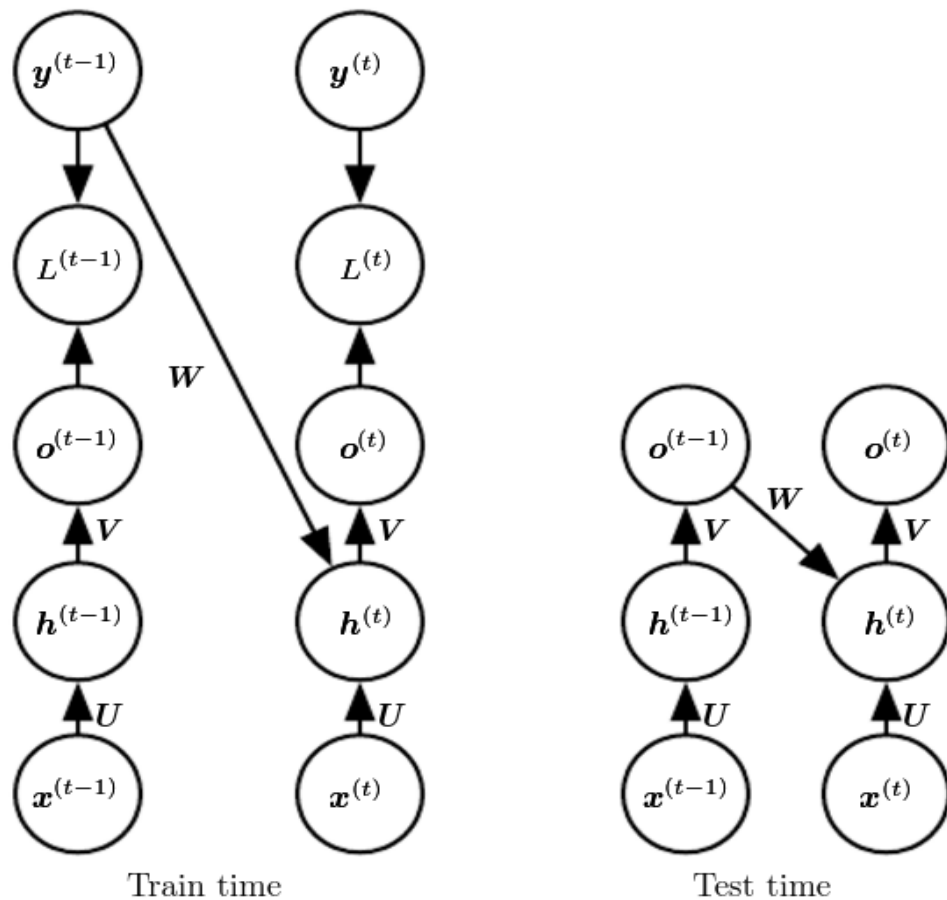 y^(t−1) y^(t)
L^(t−1) L^(t)
W
o^(t−1) o^(t) o^(t−1) o^(t)
W
V V V V
h^(t−1) h^(t) h^(t−1) h^(t)
U U U U
x^(t−1) x^(t) x^(t−1) x^(t)
Train time Test time